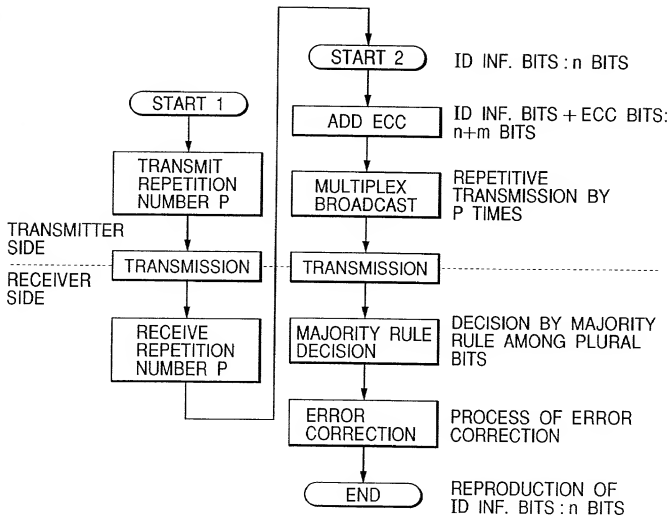 START 1
TRANSMIT
REPETITION
NUMBER P
TRANSMITTER
SIDE
TRANSMISSION
RECEIVER
SIDE
RECEIVE
REPETITION
NUMBER P
START 2
ID INF. BITS : n BITS
ADD ECC
ID INF. BITS + ECC BITS:
n+m BITS
MULTIPLEX
BROADCAST
REPETITIVE
TRANSMISSION BY
P TIMES
TRANSMISSION
MAJORITY RULE
DECISION
DECISION BY MAJORITY
RULE AMONG PLURAL
BITS
ERROR
CORRECTION
PROCESS OF ERROR
CORRECTION
END
REPRODUCTION OF
ID INF. BITS : n BITS